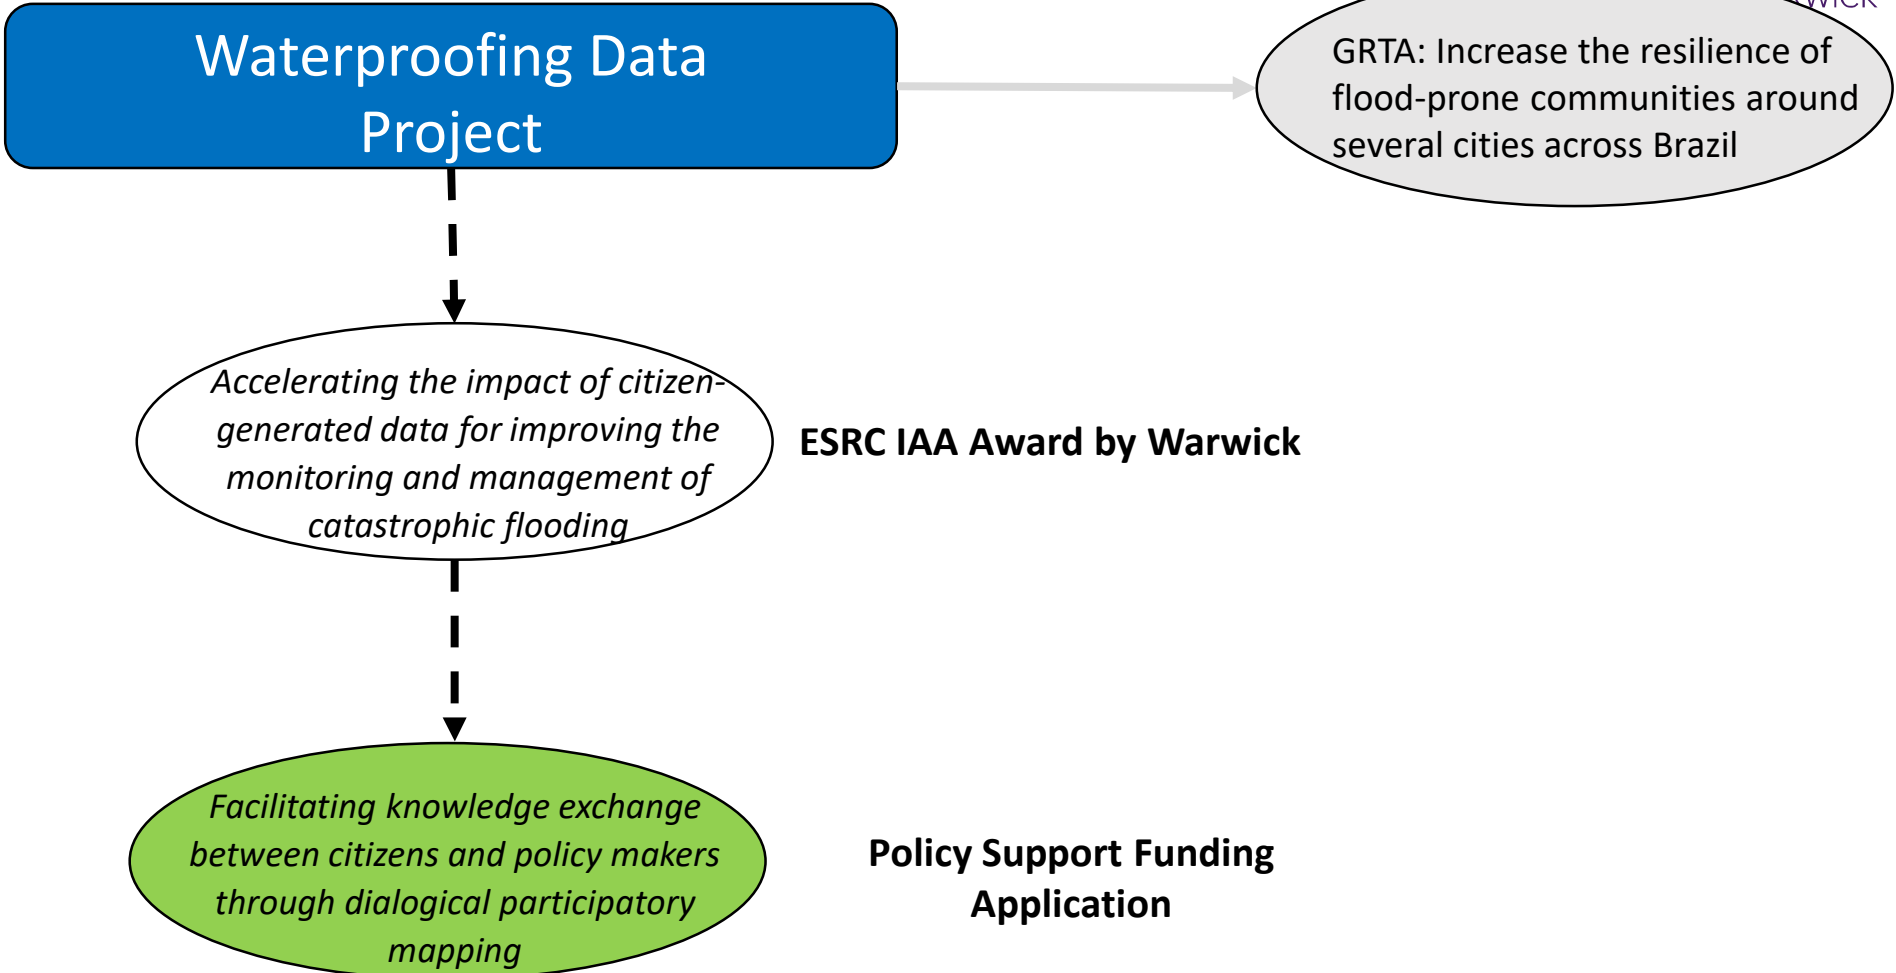 Waterproofing Data
Project
GRTA: Increase the resilience of
flood-prone communities around
several cities across Brazil
Accelerating the impact of citizen-
generated data for improving the
monitoring and management of
catastrophic flooding
ESRC IAA Award by Warwick
Facilitating knowledge exchange
between citizens and policy makers
through dialogical participatory
mapping
Policy Support Funding
Application